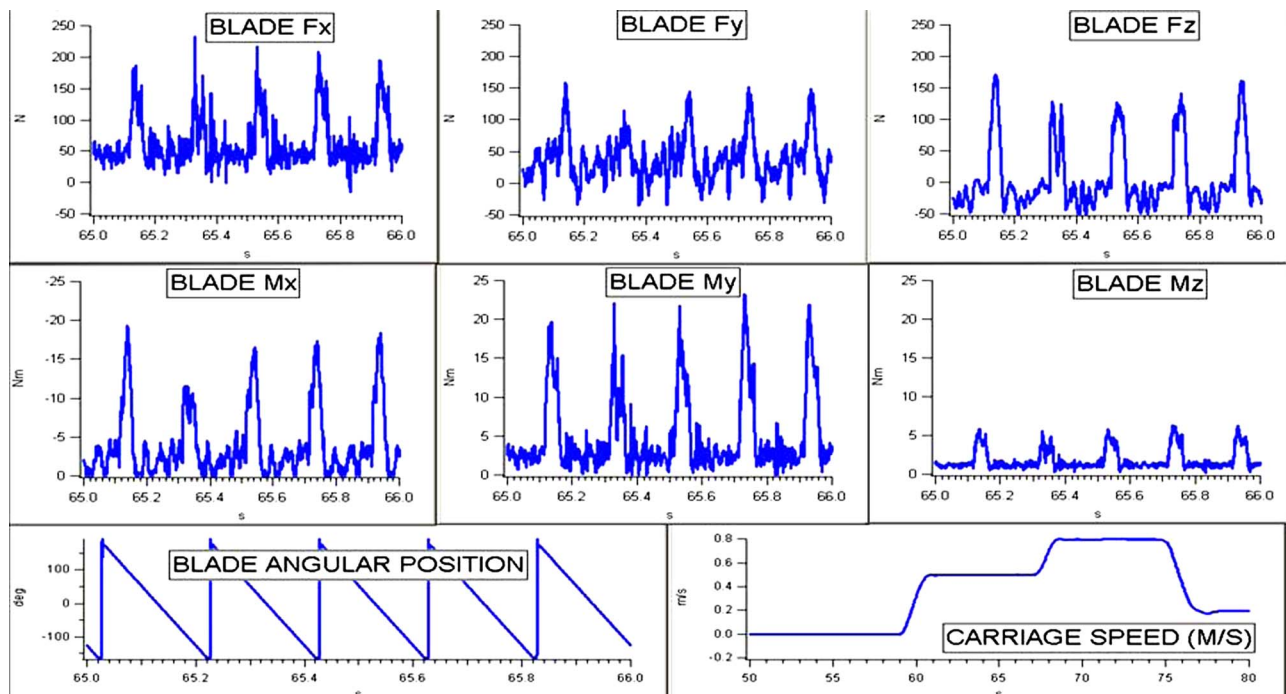 BLADE Fx
250
200
150
100
50
0
-50
N
65.0 65.2 65.4 65.6 65.8 66.0
s
BLADE Fy
250
200
150
100
50
0
-50
N
65.0 65.2 65.4 65.6 65.8 66.0
s
BLADE Fz
250
200
150
100
50
0
-50
N
65.0 65.2 65.4 65.6 65.8 66.0
s
BLADE Mx
-25
-20
-15
-10
-5
0
Nm
65.0 65.2 65.4 65.6 65.8 66.0
s
BLADE My
25
20
15
10
5
0
Nm
65.0 65.2 65.4 65.6 65.8 66.0
s
BLADE Mz
25
20
15
10
5
0
Nm
65.0 65.2 65.4 65.6 65.8 66.0
s
BLADE ANGULAR POSITION
100
0
-100
deg
65.0 65.2 65.4 65.6 65.8 66.0
s
0.8
0.6
0.4
0.2
0.0
-0.2
m/s
CARRIAGE SPEED (M/S)
50 55 60 65 70 75 80
s